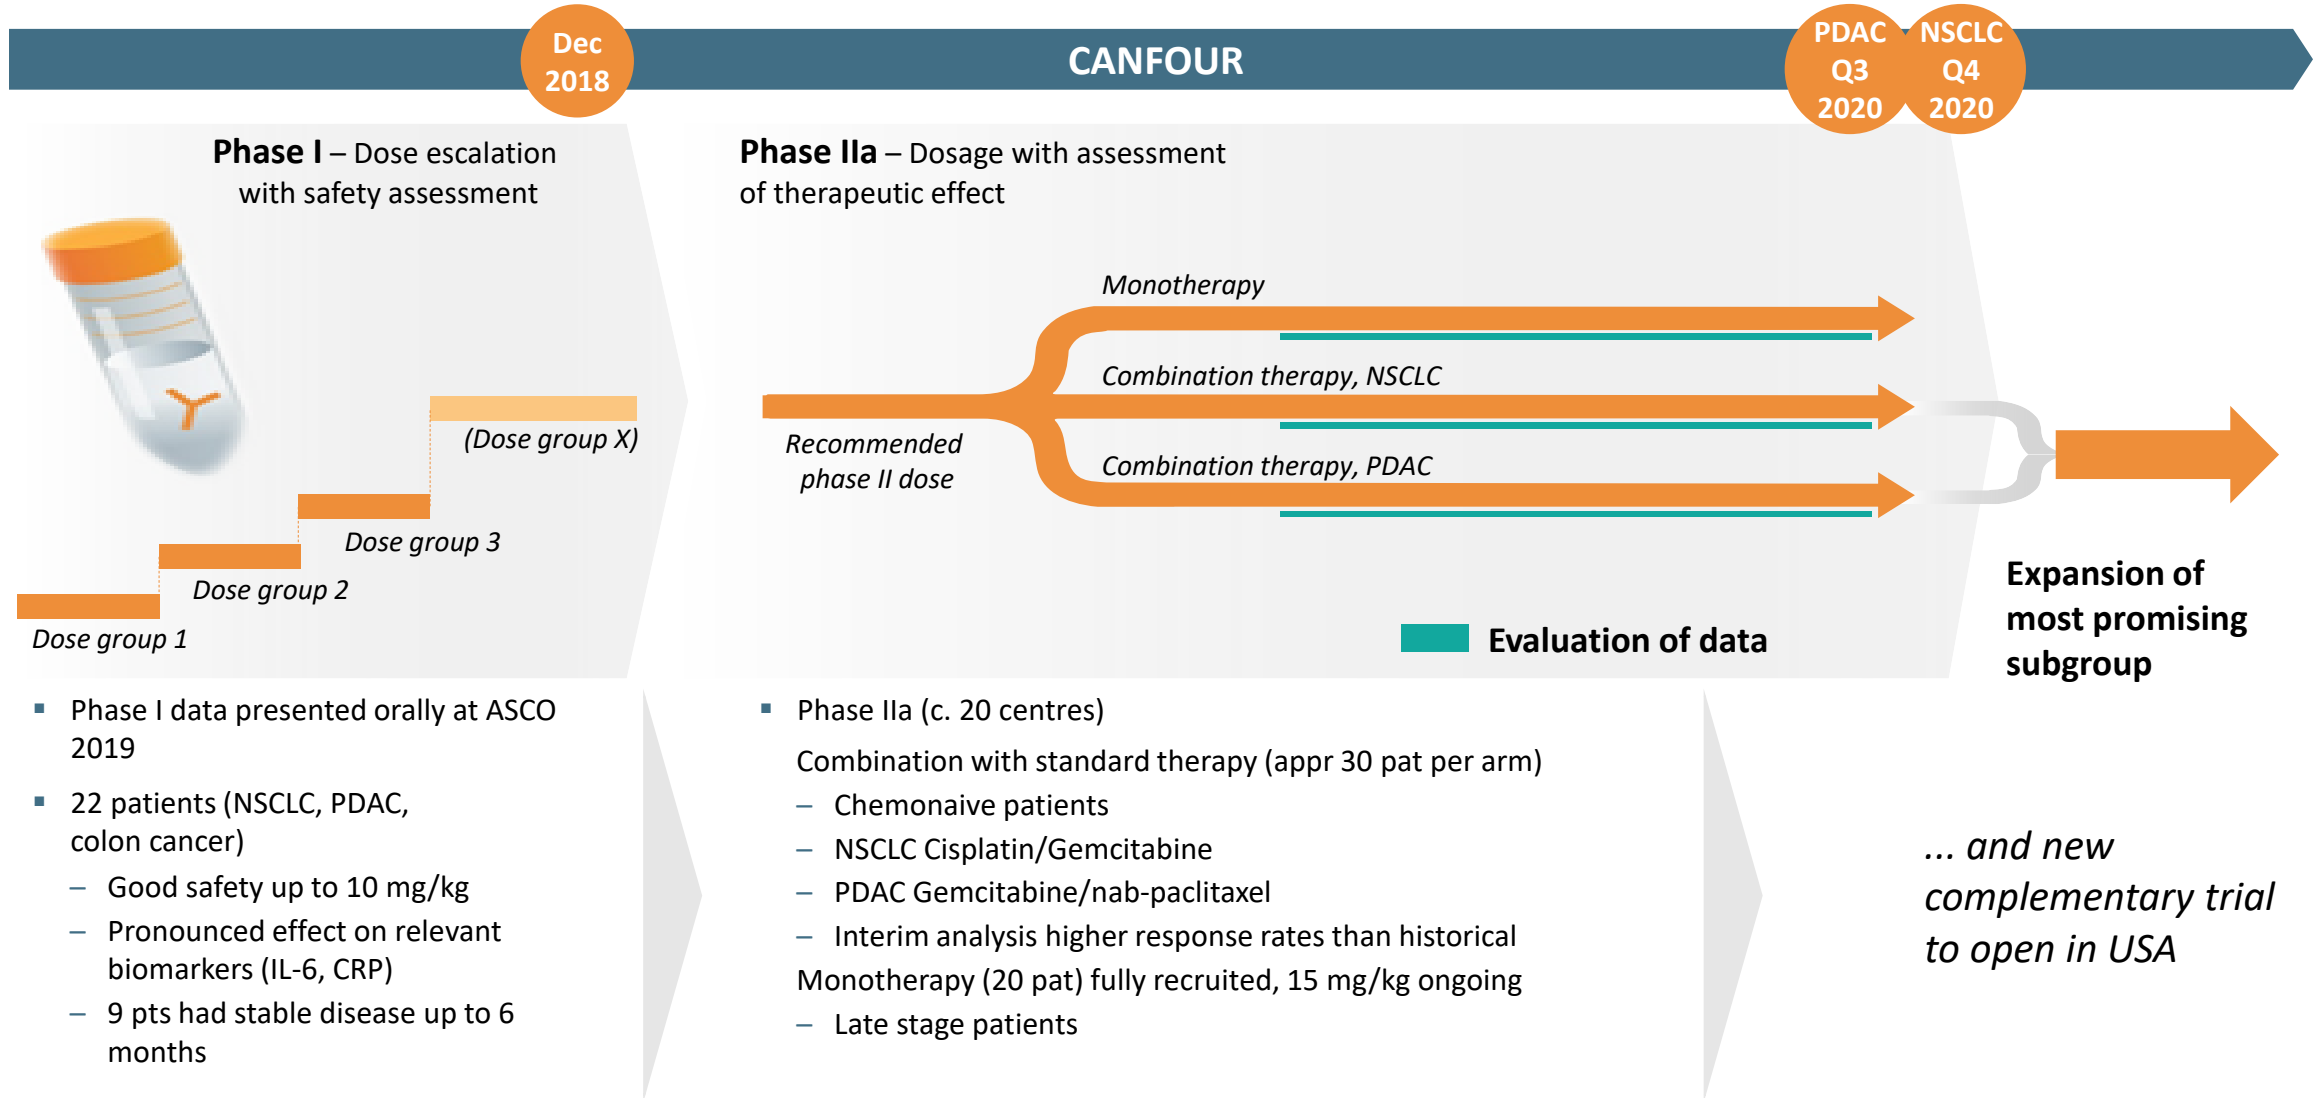 Dec
2018
CANFOUR
PDAC
Q3
2020
NSCLC
Q4
2020
Phase I – Dose escalation
with safety assessment
(Dose group X)
Dose group 3
Dose group 2
Dose group 1
Phase IIa – Dosage with assessment
of therapeutic effect
Monotherapy
Combination therapy, NSCLC
Recommended
phase II dose
Combination therapy, PDAC
Evaluation of data
Expansion of
most promising
subgroup
▪ Phase I data presented orally at ASCO
2019
▪ 22 patients (NSCLC, PDAC,
colon cancer)
– Good safety up to 10 mg/kg
– Pronounced effect on relevant
biomarkers (IL-6, CRP)
– 9 pts had stable disease up to 6
months
▪ Phase IIa (c. 20 centres)
Combination with standard therapy (appr 30 pat per arm)
– Chemonaive patients
– NSCLC Cisplatin/Gemcitabine
– PDAC Gemcitabine/nab-paclitaxel
– Interim analysis higher response rates than historical
Monotherapy (20 pat) fully recruited, 15 mg/kg ongoing
– Late stage patients
... and new
complementary trial
to open in USA